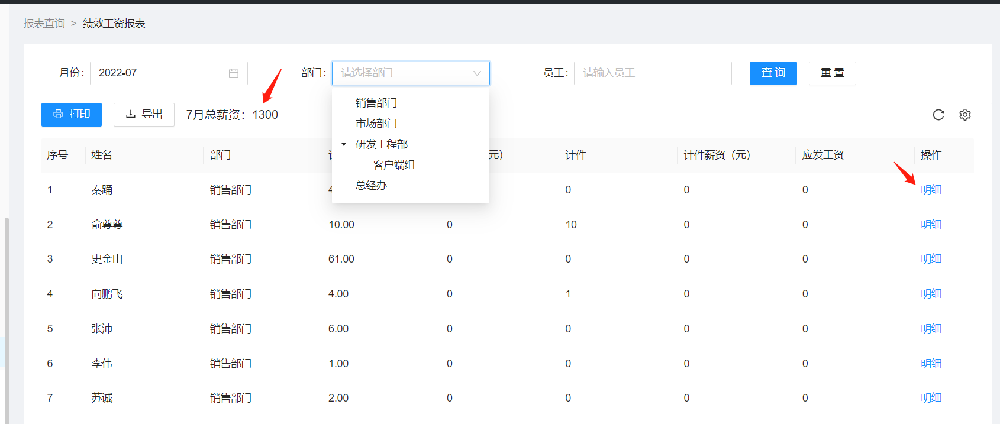 报表查询 > 绩效工资报表
月份： 2022-07 部门： 请选择部门 员工： 请输入员工 查 询 重 置
打印 导出 7月总薪资：1300
销售部门
市场部门
研发工程部
客户端组
总经办
序号 姓名 部门 元) 计件 计件薪资（元) 应发工资 操作
1 秦踊 销售部门 0 0 0 明细
2 俞尊尊 销售部门 10.00 0 10 0 0 明细
3 史金山 销售部门 61.00 0 0 0 0 明细
4 向鹏飞 销售部门 4.00 0 1 0 0 明细
5 张沛 销售部门 6.00 0 0 0 0 明细
6 李伟 销售部门 1.00 0 0 0 0 明细
7 苏诚 销售部门 2.00 0 0 0 0 明细